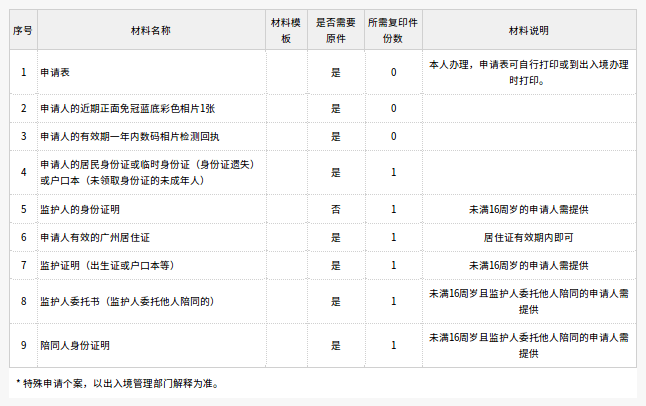 序号 材料名称 材料模板 是否需要原件 所需复印件份数 材料说明
1 申请表 是 0 本人办理，申请表可自行打印或到出入境办理时打印。
2 申请人的近期正面免冠蓝底彩色相片1张 是 0
3 申请人的有效期一年内数码相片检测回执 是 0
4 申请人的居民身份证或临时身份证（身份证遗失）或户口本（未领取身份证的未成年人） 是 1
5 监护人的身份证明 否 1 未满16周岁的申请人需提供
6 申请人有效的广州居住证 是 1 居住证有效期内即可
7 监护证明（出生证或户口本等） 是 1 未满16周岁的申请人需提供
8 监护人委托书（监护人委托他人陪同的） 是 1 未满16周岁且监护人委托他人陪同的申请人需提供
9 陪同人身份证明 是 1 未满16周岁且监护人委托他人陪同的申请人需提供
* 特殊申请个案，以出入境管理部门解释为准。